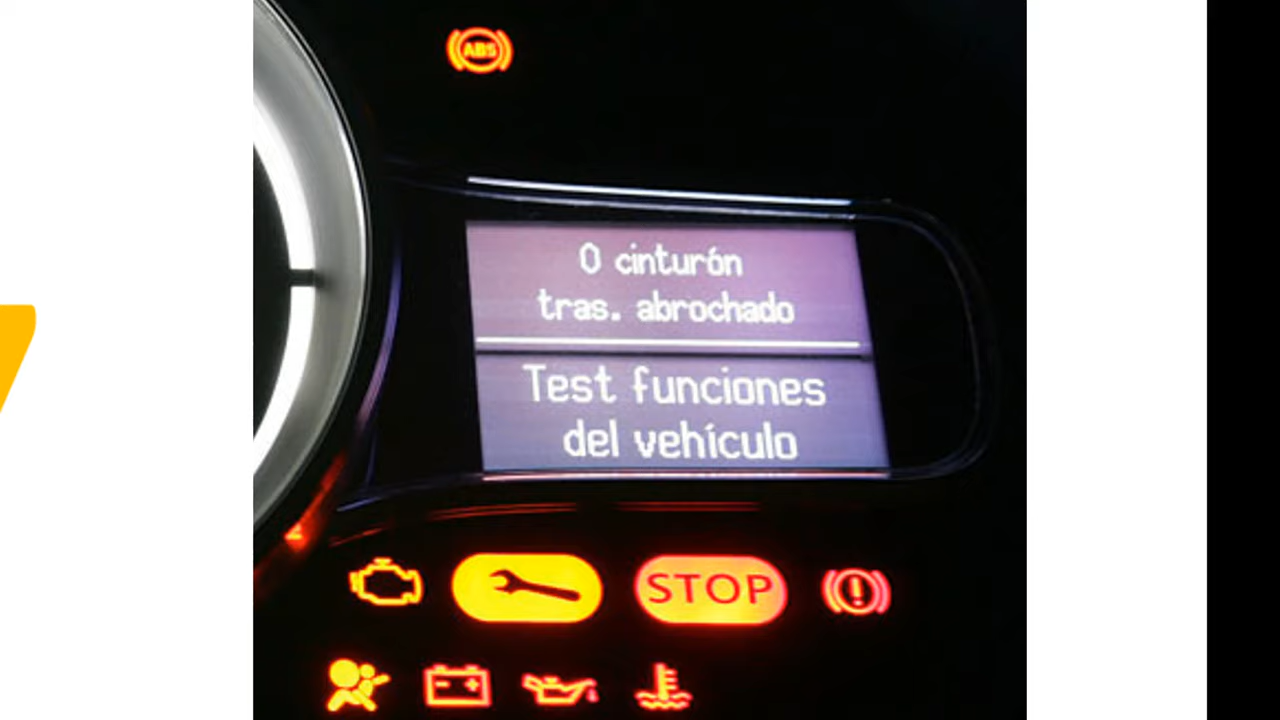 ABS
0 cinturón
tras. abrochado
Test funciones
del vehículo
STOP